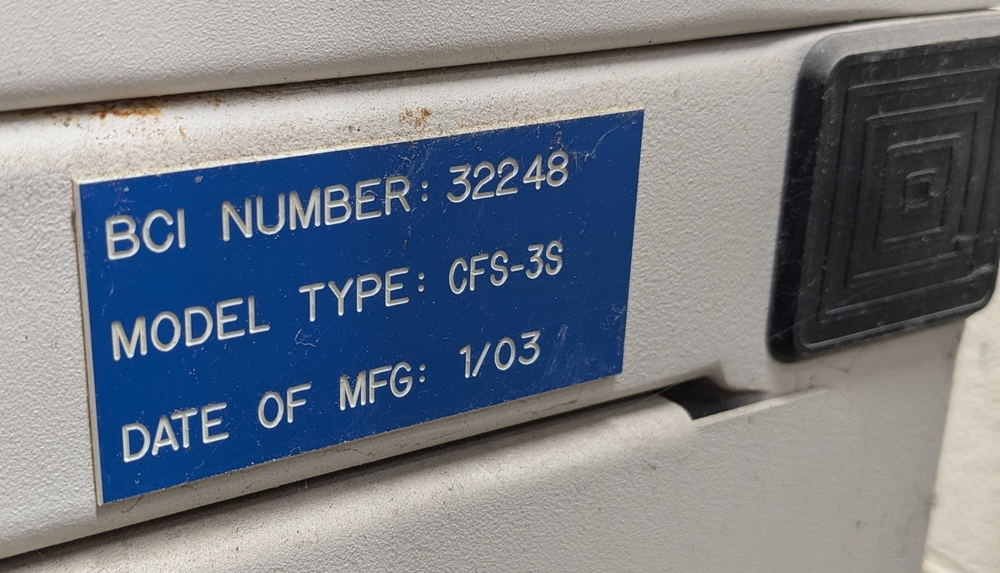 BCI NUMBER: 32248
MODEL TYPE: CFS-3S
DATE OF MFG: 1/03